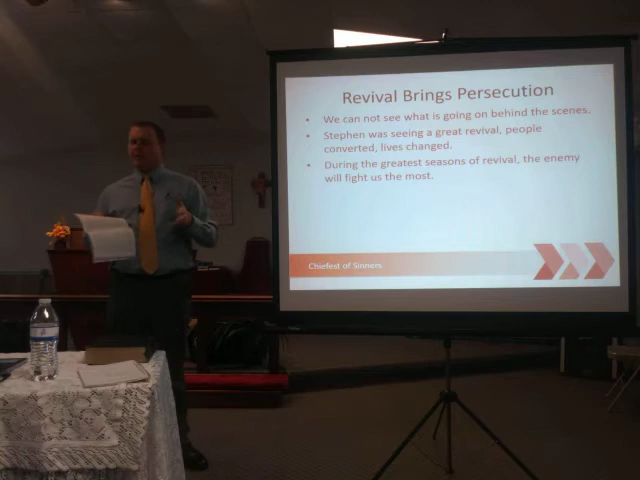 Revival Brings Persecution
• We can not see what is going on behind the scenes.
• Stephen was seeing a great revival, people
converted, lives changed.
• During the greatest seasons of revival, the enemy
will fight us the most.
Chiefest of Sinners